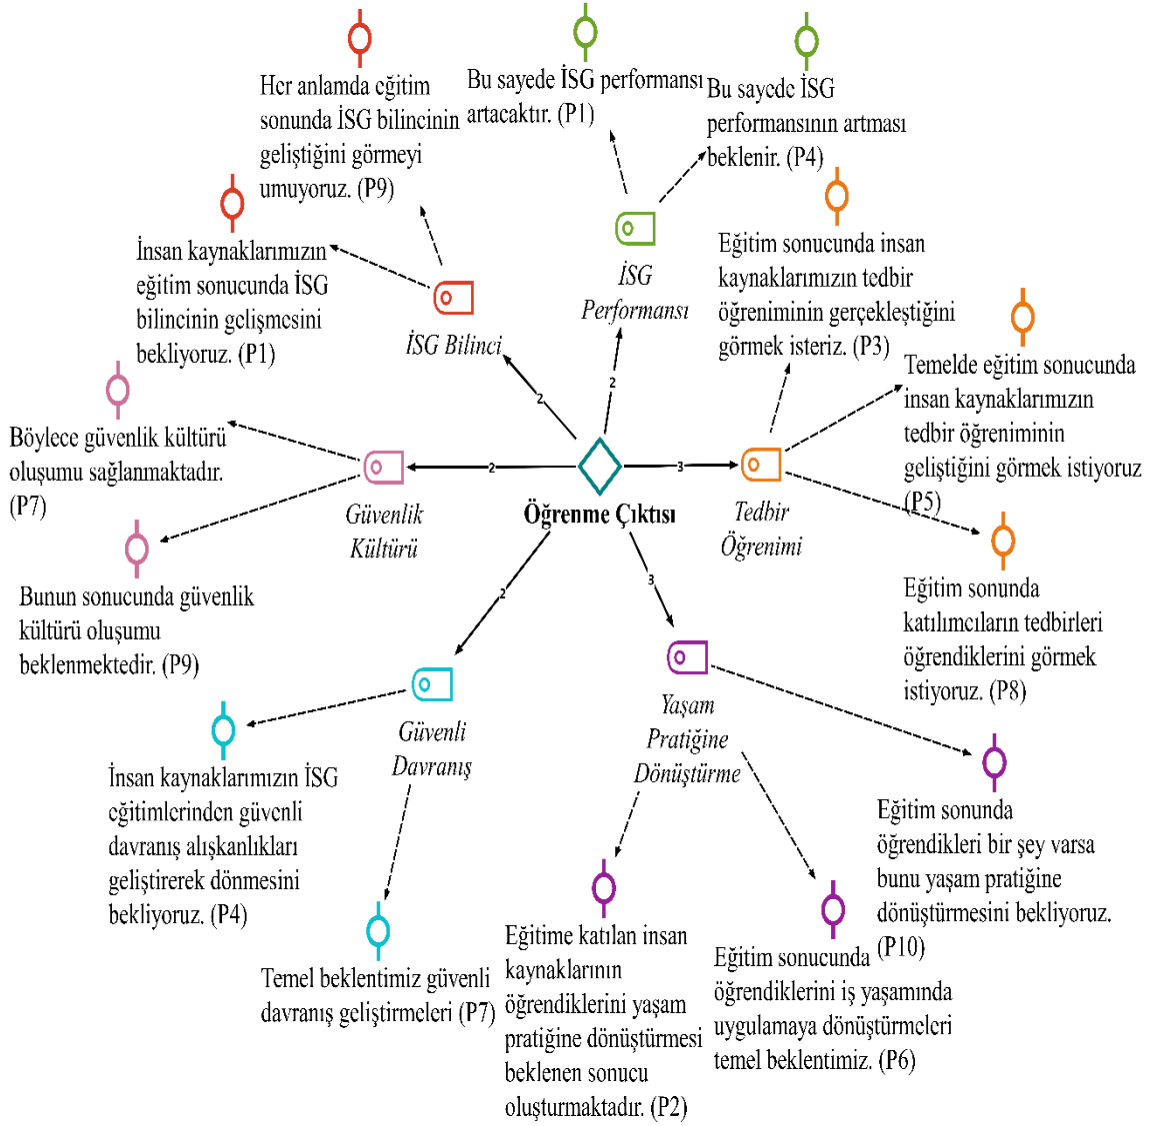 Her anlamda eğitim
sonunda İSG bilincinin
geliştiğini görmeyi
umuyoruz. (P9)
Bu sayede İSG performansı
artacaktır. (P1)
Bu sayede İSG
performansının artması
beklenir. (P4)
İnsan kaynaklarımızın
eğitim sonucunda İSG
bilincinin gelişmesini
bekliyoruz. (P1)
İSG Bilinci
İSG
Performansı
Eğitim sonucunda insan
kaynaklarımızın tedbir
öğreniminin gerçekleştiğini
görmek isteriz. (P3)
Temelde eğitim sonucunda
insan kaynaklarımızın
tedbir öğreniminin
geliştiğini görmek istiyoruz
(P5)
2
2
2
3
Böylece güvenlik kültürü
oluşumu sağlanmaktadır.
(P7)
Güvenlik
Kültürü
Öğrenme Çıktısı
Tedbir
Öğrenimi
Bunun sonucunda güvenlik
kültürü oluşumu
beklenmektedir. (P9)
2
3
Eğitim sonunda
katılımcıların tedbirleri
öğrendiklerini görmek
istiyoruz. (P8)
Güvenli
Davranış
Yaşam
Pratiğine
Dönüştürme
İnsan kaynaklarımızın İSG
eğitimlerinden güvenli
davranış alışkanlıkları
geliştirerek dönmesini
bekliyoruz. (P4)
Temel beklentimiz güvenli
davranış geliştirmeleri (P7)
Eğitime katılan insan
kaynaklarının
öğrendiklerini yaşam
pratiğine dönüştürmesi
beklenen sonucu
oluşturmaktadır. (P2)
Eğitim sonucunda
öğrendiklerini iş yaşamında
uygulamaya dönüştürmeleri
temel beklentimiz. (P6)
Eğitim sonunda
öğrendikleri bir şey varsa
bunu yaşam pratiğine
dönüştürmesini bekliyoruz.
(P10)